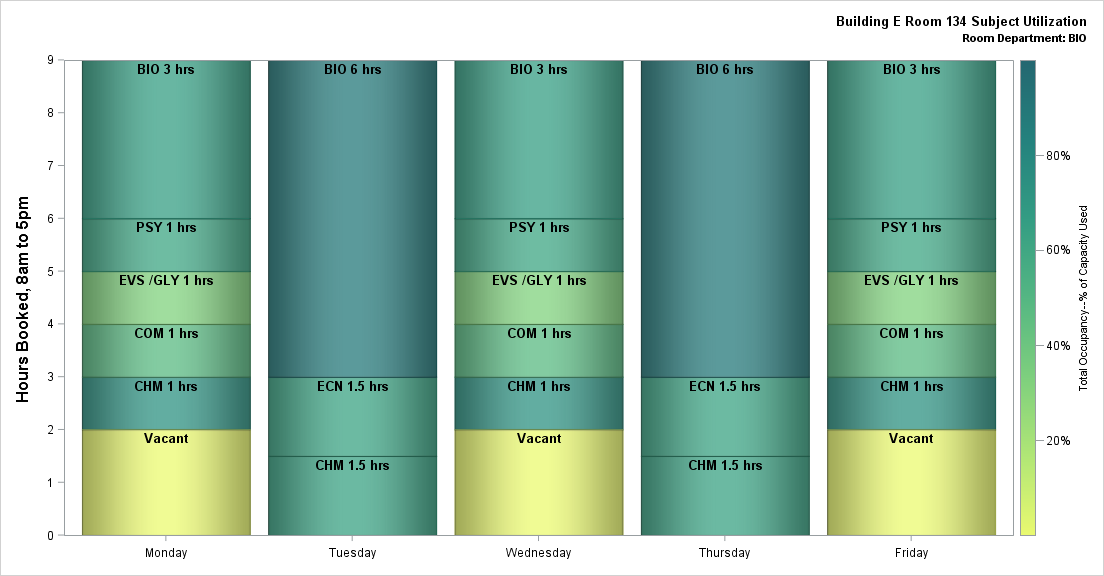 Building E Room 134 Subject Utilization
Room Department: BIO
Hours Booked, 8am to 5pm
9
8
7
6
5
4
3
2
1
0
BIO 3 hrs
PSY 1 hrs
EVS /GLY 1 hrs
COM 1 hrs
CHM 1 hrs
Vacant
BIO 6 hrs
ECN 1.5 hrs
CHM 1.5 hrs
BIO 3 hrs
PSY 1 hrs
EVS /GLY 1 hrs
COM 1 hrs
CHM 1 hrs
Vacant
BIO 6 hrs
ECN 1.5 hrs
CHM 1.5 hrs
BIO 3 hrs
PSY 1 hrs
EVS /GLY 1 hrs
COM 1 hrs
CHM 1 hrs
Vacant
Monday
Tuesday
Wednesday
Thursday
Friday
80%
60%
40%
20%
Total Occupancy--% of Capacity Used